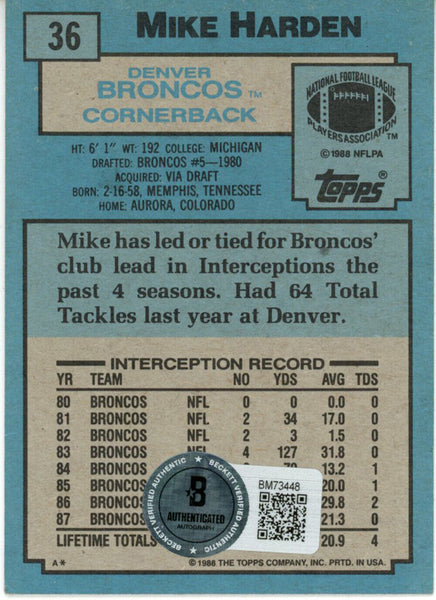 36
MIKE HARDEN
DENVER
BRONCOS TM
CORNERBACK
NATIONAL FOOTBALL LEAGUE
PLAYERS ASSOCIATION TM
© 1988 NFLPA
TOPPS®
HT: 6' 1" WT: 192 COLLEGE: MICHIGAN
DRAFTED: BRONCOS #5—1980
ACQUIRED: VIA DRAFT
BORN: 2-16-58, MEMPHIS, TENNESSEE
HOME: AURORA, COLORADO
Mike has led or tied for Broncos'
club lead in Interceptions the
past 4 seasons. Had 64 Total
Tackles last year at Denver.
INTERCEPTION RECORD
YR TEAM NO YDS AVG TDS
80 BRONCOS NFL 0 0 0.0 0
81 BRONCOS NFL 2 34 17.0 0
82 BRONCOS NFL 2 3 1.5 0
83 BRONCOS NFL 4 127 31.8 0
84 BRONCOS 13.2 1
85 BRONCOS 20.0 1
86 BRONCOS 29.8 2
87 BRONCOS 21.3 0
LIFETIME TOTALS 20.9 4
BECKETT VERIFIED AUTHENTIC
BECKETT VERIFIED AUTHENTIC
B
AUTHENTICATED
AUTOGRAPH
BM73448
A*
© 1988 THE TOPPS COMPANY, INC. PRTD. IN USA.